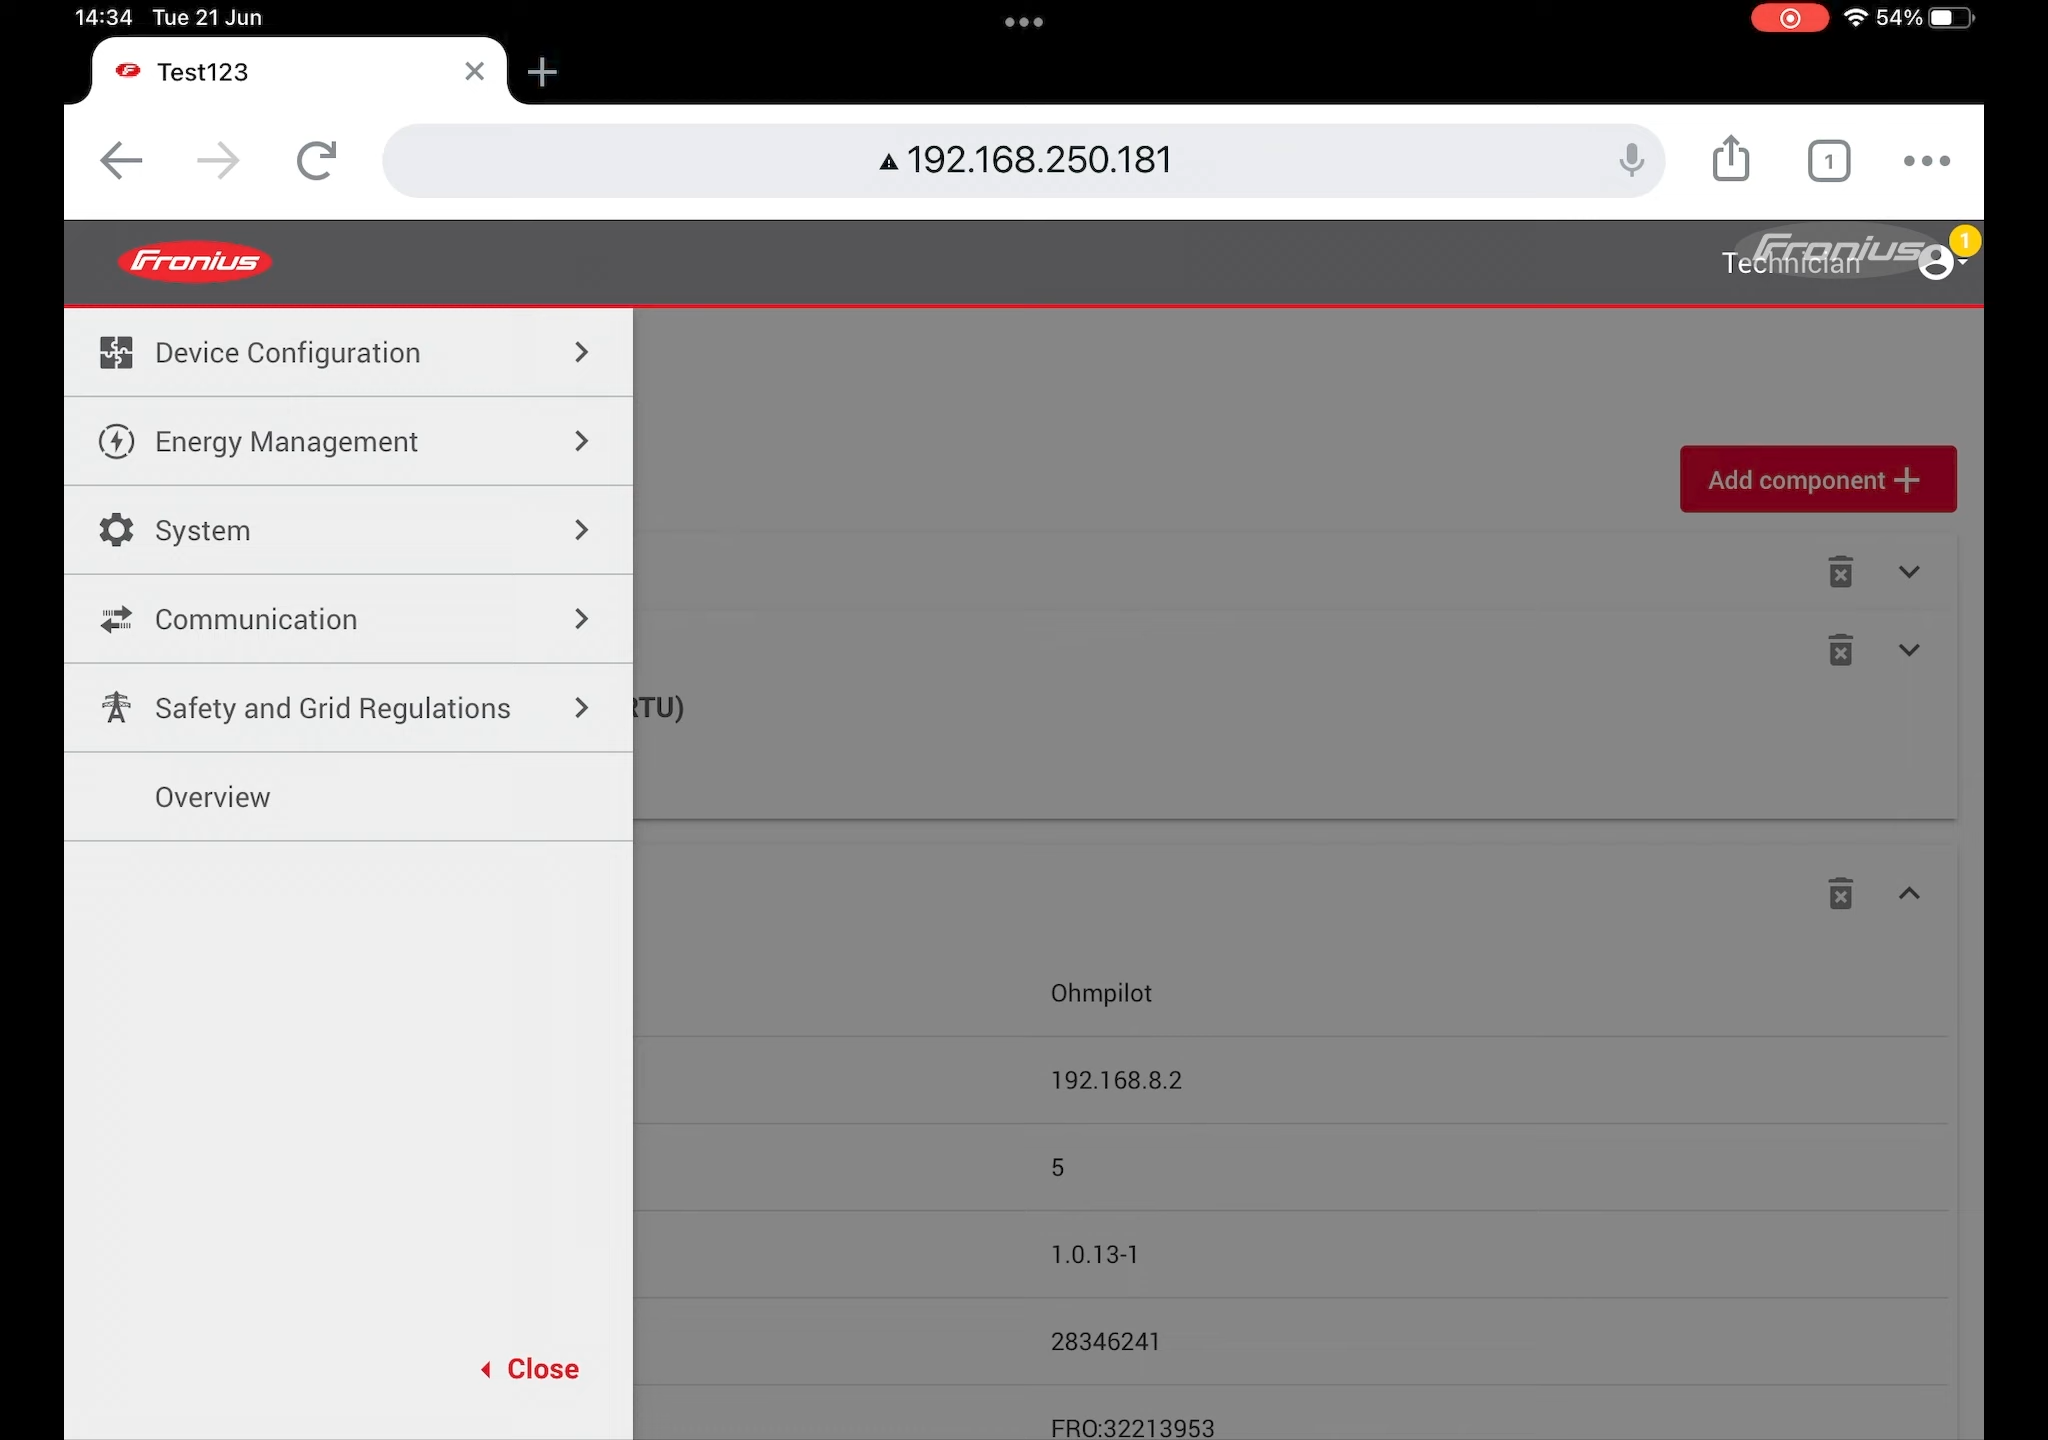 14:34 Tue 21 Jun
54%
Test123
192.168.250.181
1
Fronius
Fronius
Technician
1
Device Configuration
Energy Management
System
Communication
Safety and Grid Regulations
Overview
Add component
RTU)
Ohmpilot
192.168.8.2
5
1.0.13-1
28346241
FRO:32213953
Close